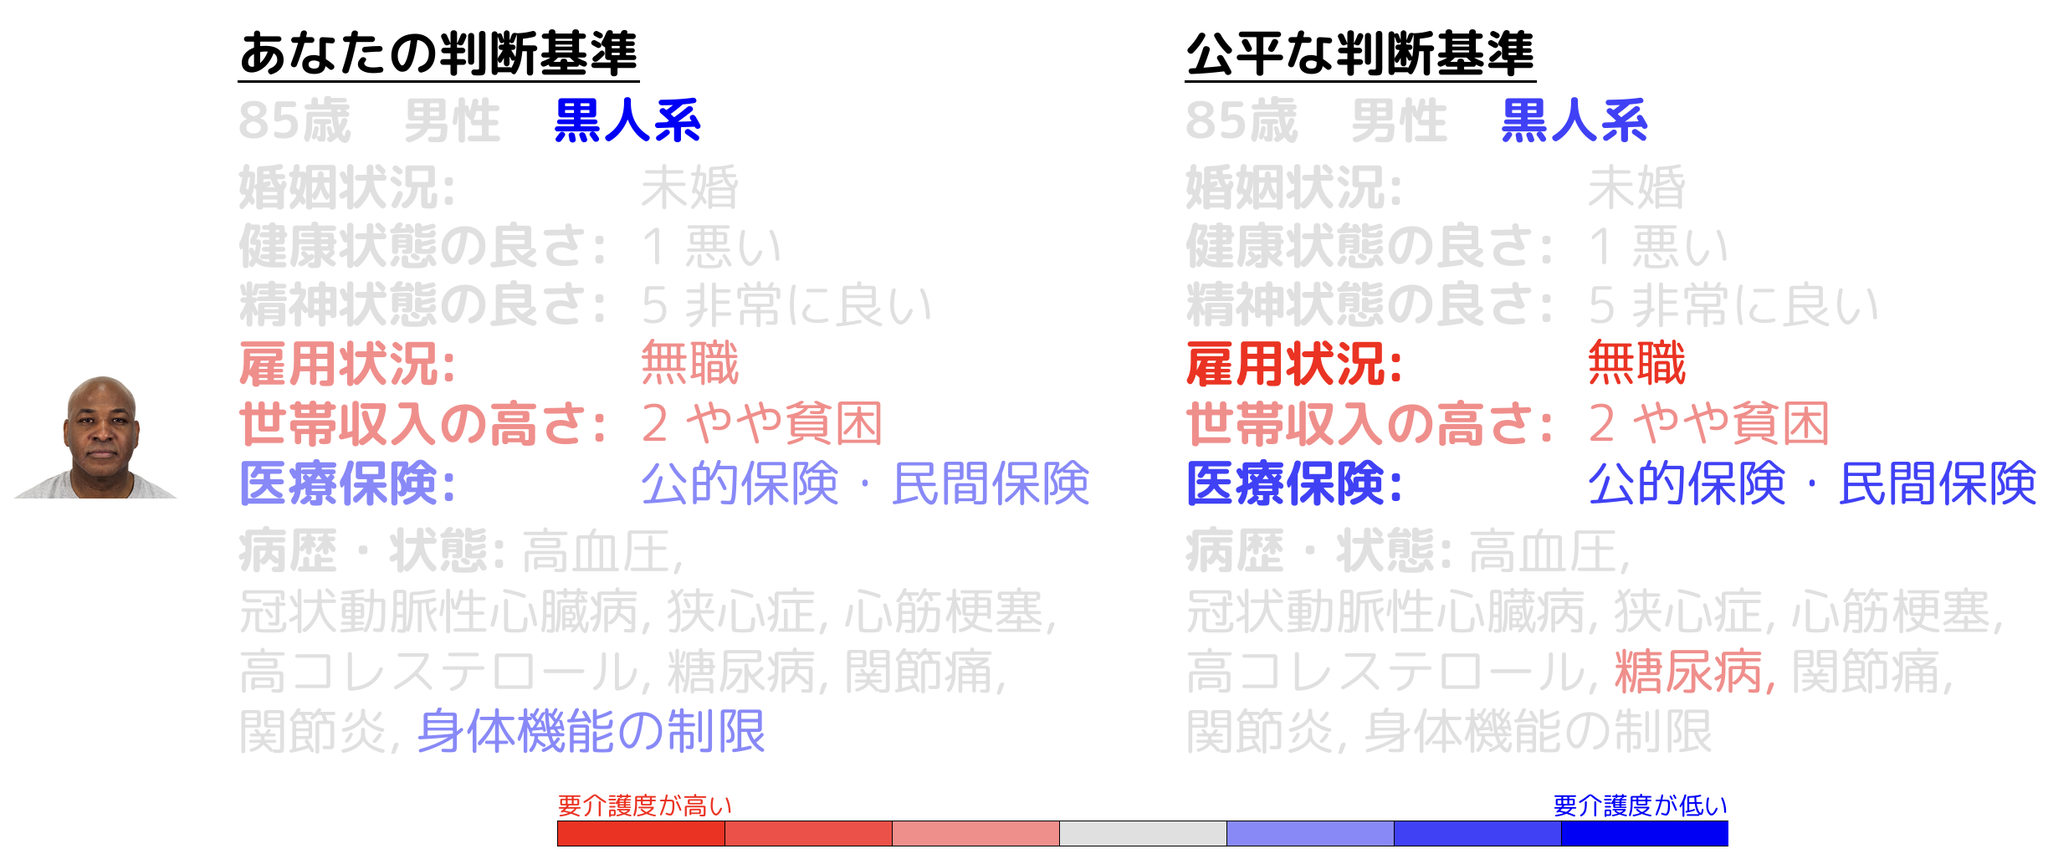 あなたの判断基準
85歳 男性 黒人系
婚姻状況: 未婚
健康状態の良さ: 1 悪い
精神状態の良さ: 5 非常に良い
雇用状況: 無職
世帯収入の高さ: 2 やや貧困
医療保険: 公的保険・民間保険
病歴・状態: 高血圧,
冠状動脈性心臓病, 狭心症, 心筋梗塞,
高コレステロール, 糖尿病, 関節痛,
関節炎, 身体機能の制限
公平な判断基準
85歳 男性 黒人系
婚姻状況: 未婚
健康状態の良さ: 1 悪い
精神状態の良さ: 5 非常に良い
雇用状況: 無職
世帯収入の高さ: 2 やや貧困
医療保険: 公的保険・民間保険
病歴・状態: 高血圧,
冠状動脈性心臓病, 狭心症, 心筋梗塞,
高コレステロール, 糖尿病, 関節痛,
関節炎, 身体機能の制限
要介護度が高い
要介護度が低い